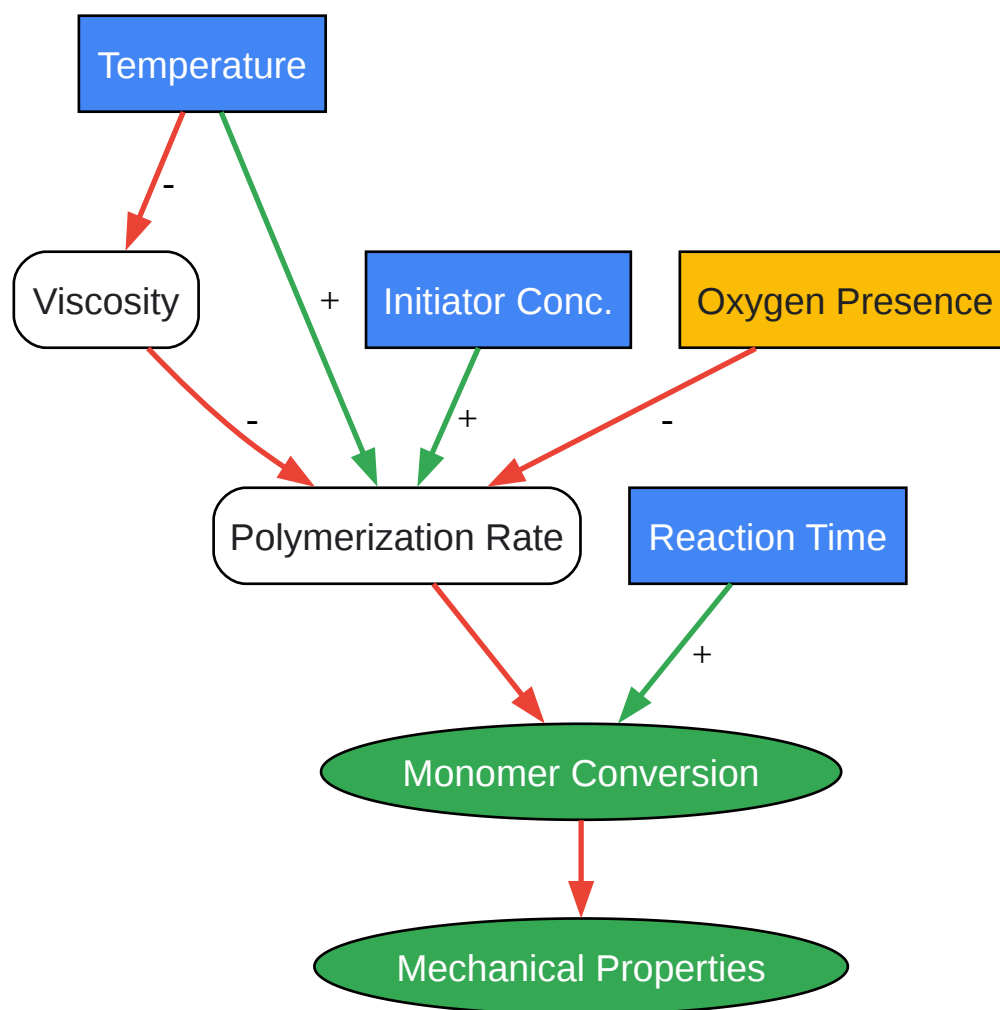 Temperature
-
Viscosity
+
Initiator Conc.
Oxygen Presence
-
+
-
Polymerization Rate
Reaction Time
+
Monomer Conversion
Mechanical Properties